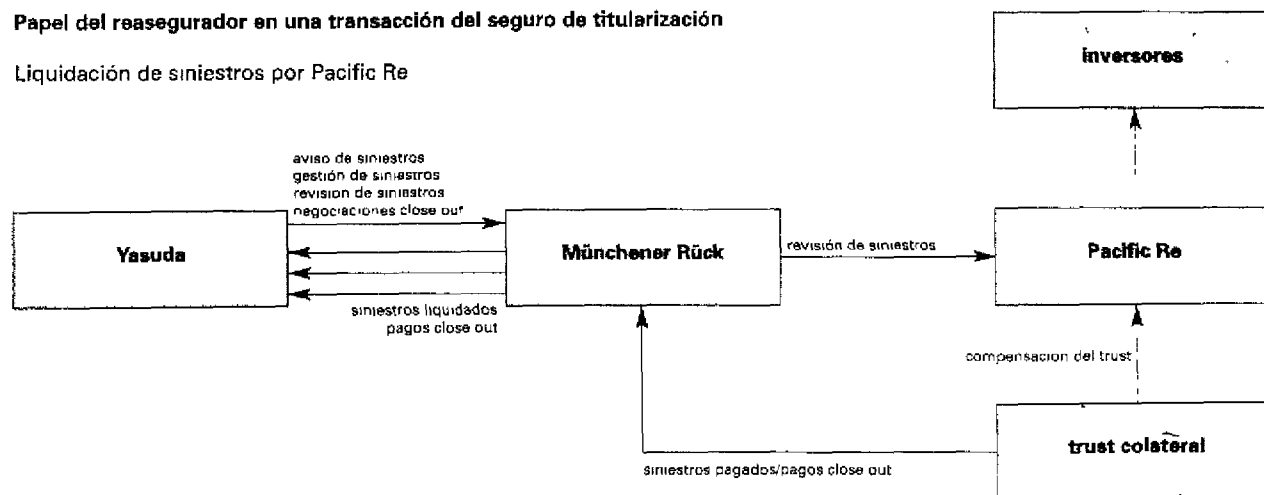 Papel del reasegurador en una transacción del seguro de titularización
Liquidación de siniestros por Pacific Re
inversores
aviso de siniestros
gestión de siniestros
revision de siniestros
negociaciones close out
Yasuda
Münchener Rück
revisión de siniestros
Pacific Re
siniestros liquidados
pagos close out
compensacion del trust
trust colateral
siniestros pagados/pagos close out